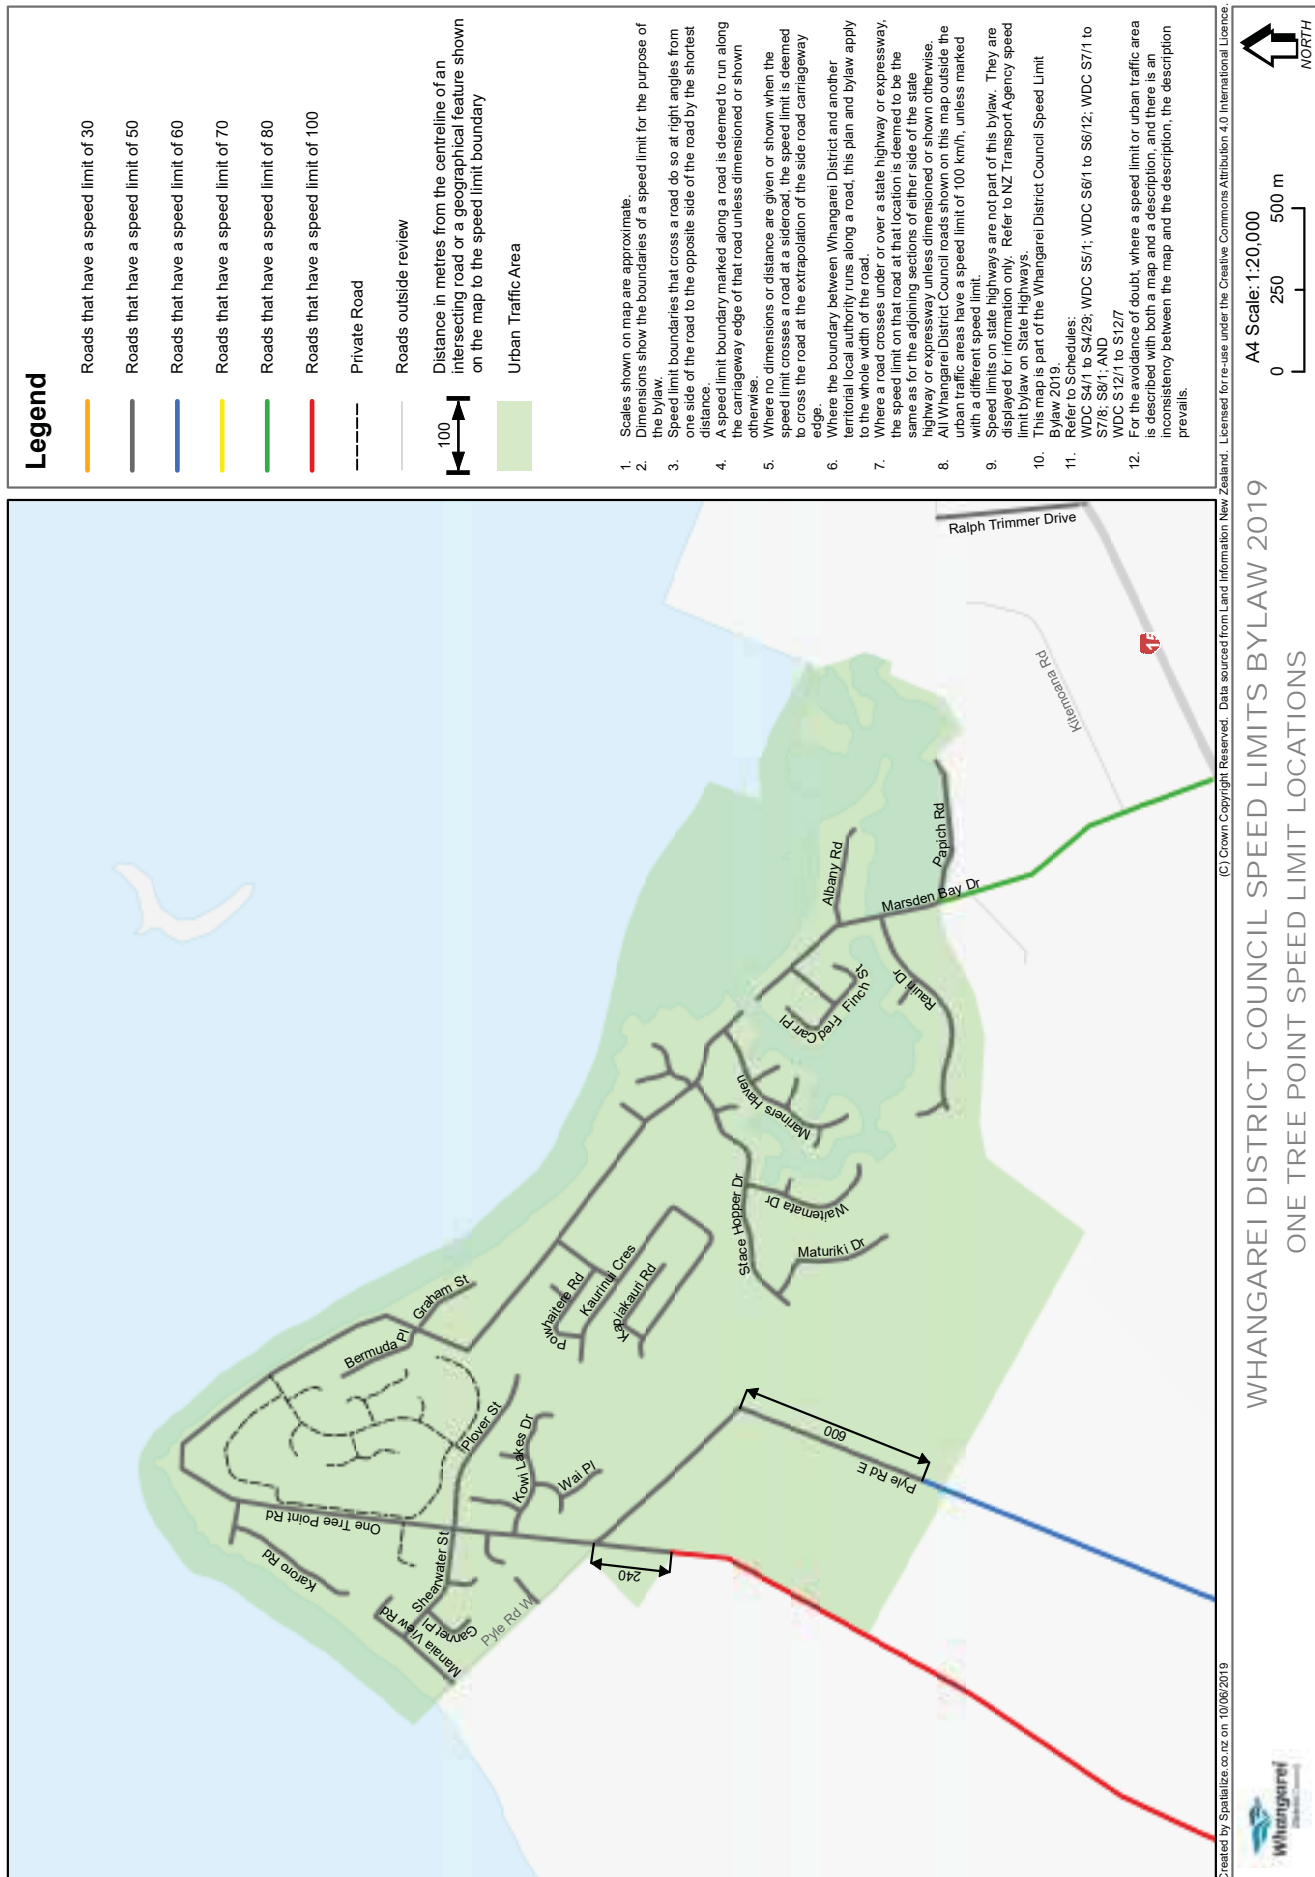 Legend
Roads that have a speed limit of 30
Roads that have a speed limit of 50
Roads that have a speed limit of 60
Roads that have a speed limit of 70
Roads that have a speed limit of 80
Roads that have a speed limit of 100
Private Road
Roads outside review
100
Distance in metres from the centreline of an
intersecting road or a geographical feature shown
on the map to the speed limit boundary
Urban Traffic Area
1. Scales shown on map are approximate.
2. Dimensions show the boundaries of a speed limit for the purpose of
the bylaw.
3. Speed limit boundaries that cross a road do so at right angles from
one side of the road to the opposite side of the road by the shortest
distance.
4. A speed limit boundary marked along a road is deemed to run along
the carriageway edge of that road unless dimensioned or shown
otherwise.
5. Where no dimensions or distance are given or shown when the
speed limit crosses a road at a sideroad, the speed limit is deemed
to cross the road at the extrapolation of the side road carriageway
edge.
6. Where the boundary between Whangarei District and another
territorial local authority runs along a road, this plan and bylaw apply
to the whole width of the road.
7. Where a road crosses under or over a state highway or expressway,
the speed limit on that road at that location is deemed to be the
same as for the adjoining sections of either side of the state
highway or expressway unless dimensioned or shown otherwise.
8. All Whangarei District Council roads shown on this map outside the
urban traffic areas have a speed limit of 100 km/h, unless marked
with a different speed limit.
9. Speed limits on state highways are not part of this bylaw. They are
displayed for information only. Refer to NZ Transport Agency speed
limit bylaw on State Highways.
10. This map is part of the Whangarei District Council Speed Limit
Bylaw 2019.
11. Refer to Schedules:
WDC S4/1 to S4/29; WDC S5/1; WDC S6/1 to S6/12; WDC S7/1 to
S7/8; S8/1; AND
WDC S12/1 to S12/7
12. For the avoidance of doubt, where a speed limit or urban traffic area
is described with both a map and a description, and there is an
inconsistency between the map and the description, the description
prevails.
Karoro Rd
One Tree Point Rd
Manaia View Rd
Gannet Pl
Shearwater St
Pyle Rd W
Bermuda Pl
Graham St
Plover St
Kowi Lakes Dr
Wai Pl
240
600
Pyle Rd E
Powhaitere Rd
Kaurinui Cres
Kapiakauri Rd
Stace Hopper Dr
Waitemata Dr
Maturiki Dr
Mariners Haven
Fred Carr Pl
Finch St
Rauiri Dr
Albany Rd
Marsden Bay Dr
Papich Rd
Kitemoana Rd
Ralph Trimmer Drive
15
Created by Spatialize.co.nz on 10/06/2019
(C) Crown Copyright Reserved. Data sourced from Land Information New Zealand. Licensed for re-use under the Creative Commons Attribution 4.0 International Licence.
Whangarei
District Council
WHANGAREI DISTRICT COUNCIL SPEED LIMITS BYLAW 2019
ONE TREE POINT SPEED LIMIT LOCATIONS
A4 Scale: 1:20,000
0 250 500 m
NORTH